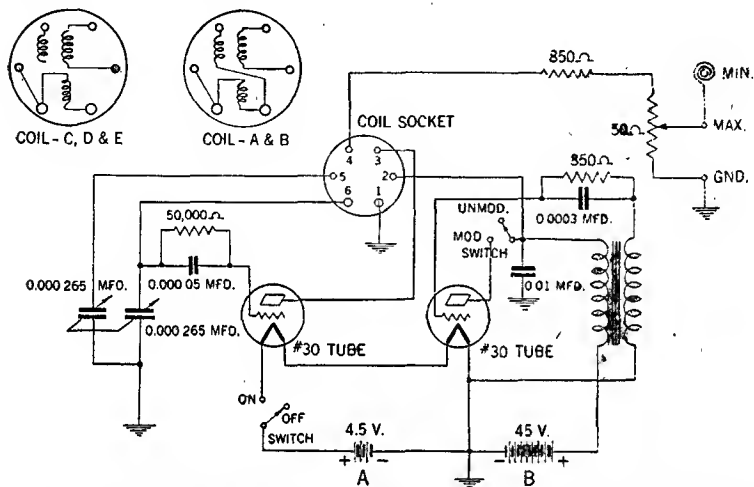 COIL-C, D & E
COIL-A & B
COIL SOCKET
4
3
5
2
6
1
850Ω
MIN.
MAX.
50Ω
GND.
850Ω
0.0003 MFD.
UNMOD.
MOD
SWITCH
0.01 MFD.
50,000Ω
0.000 05 MFD.
0.000 265 MFD.
0.000 265 MFD.
#30 TUBE
#30 TUBE
ON
OFF
SWITCH
4.5 V.
+ -
A
45 V.
- +
B